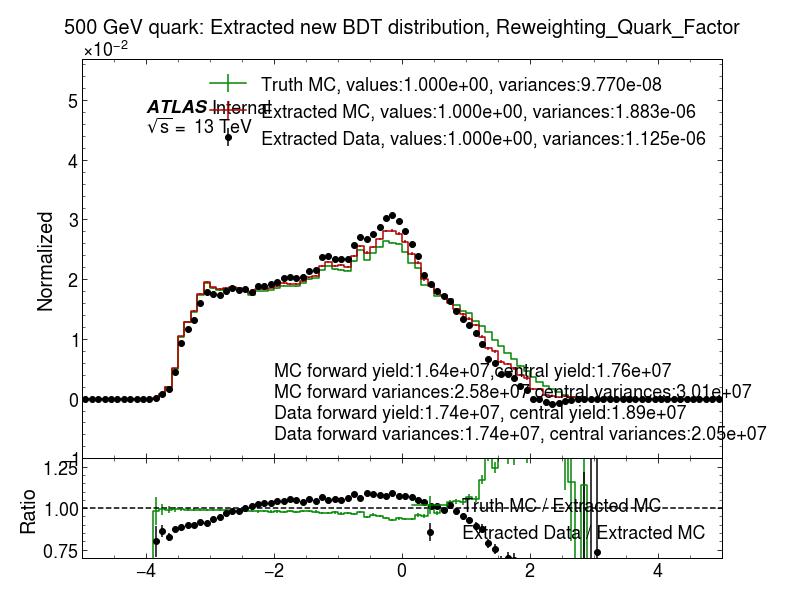 500 GeV quark: Extracted new BDT distribution, Reweighting_Quark_Factor
×10⁻²
Truth MC, values:1.000e+00, variances:9.770e-08
ATLAS Internal
Extracted MC, values:1.000e+00, variances:1.883e-06
√s = 13 TeV
Extracted Data, values:1.000e+00, variances:1.125e-06
5
4
3
2
1
0
1
Normalized
MC forward yield:1.64e+07,central yield:1.76e+07
MC forward variances:2.58e+07, central variances:3.01e+07
Data forward yield:1.74e+07, central yield:1.89e+07
Data forward variances:1.74e+07, central variances:2.05e+07
1.25
1.00
0.75
Ratio
Truth MC / Extracted MC
Extracted Data / Extracted MC
−4 −2 0 2 4